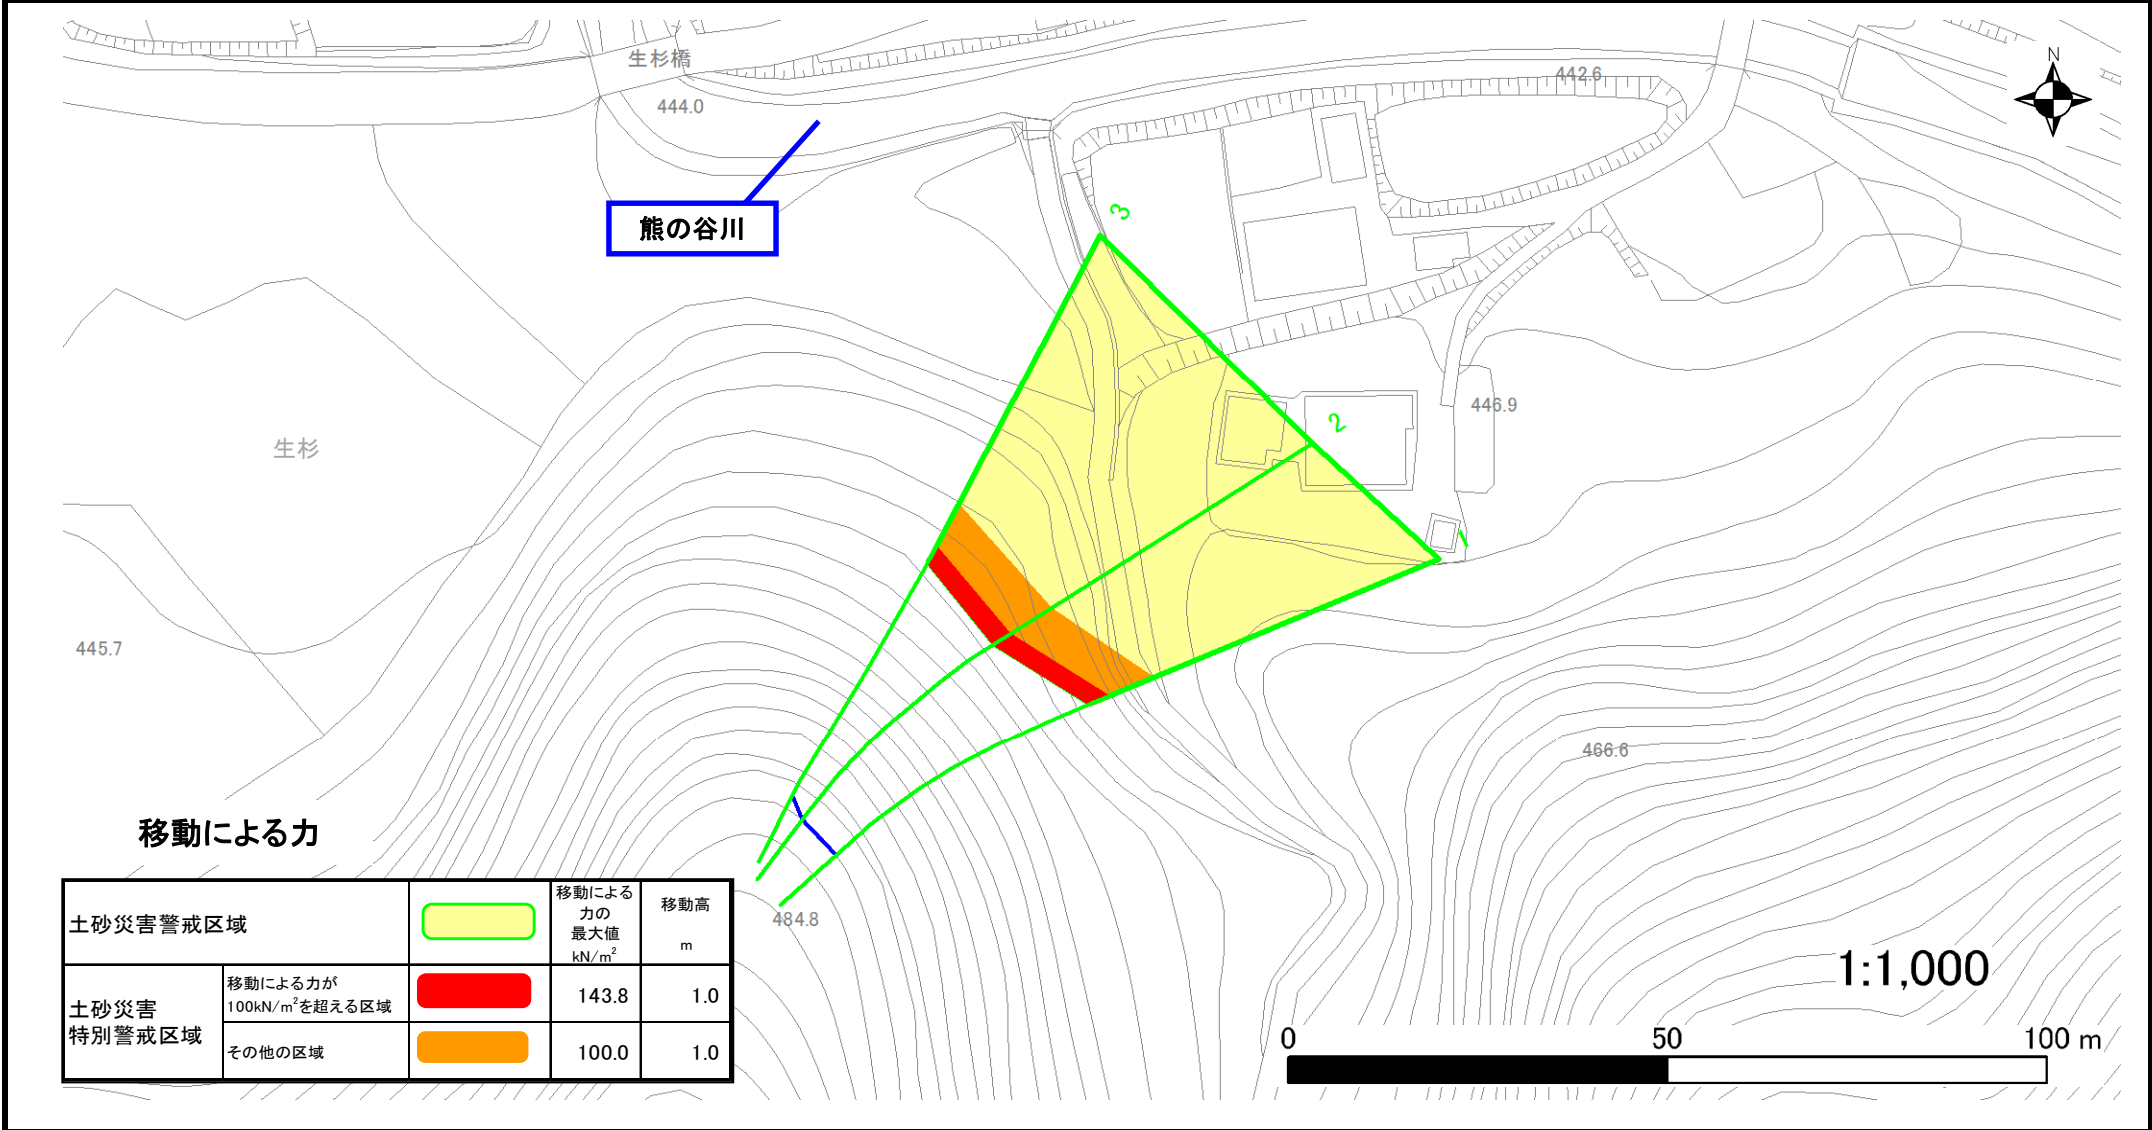 生杉橋
444.0
442.6
N
熊の谷川
3
2
446.9
1
生杉
445.7
466.6
484.8
移動による力
土砂災害警戒区域
移動による
力の
最大値
kN/m²
移動高
m
土砂災害
特別警戒区域
移動による力が
100kN/m²を超える区域
143.8
1.0
その他の区域
100.0
1.0
1:1,000
0
50
100 m